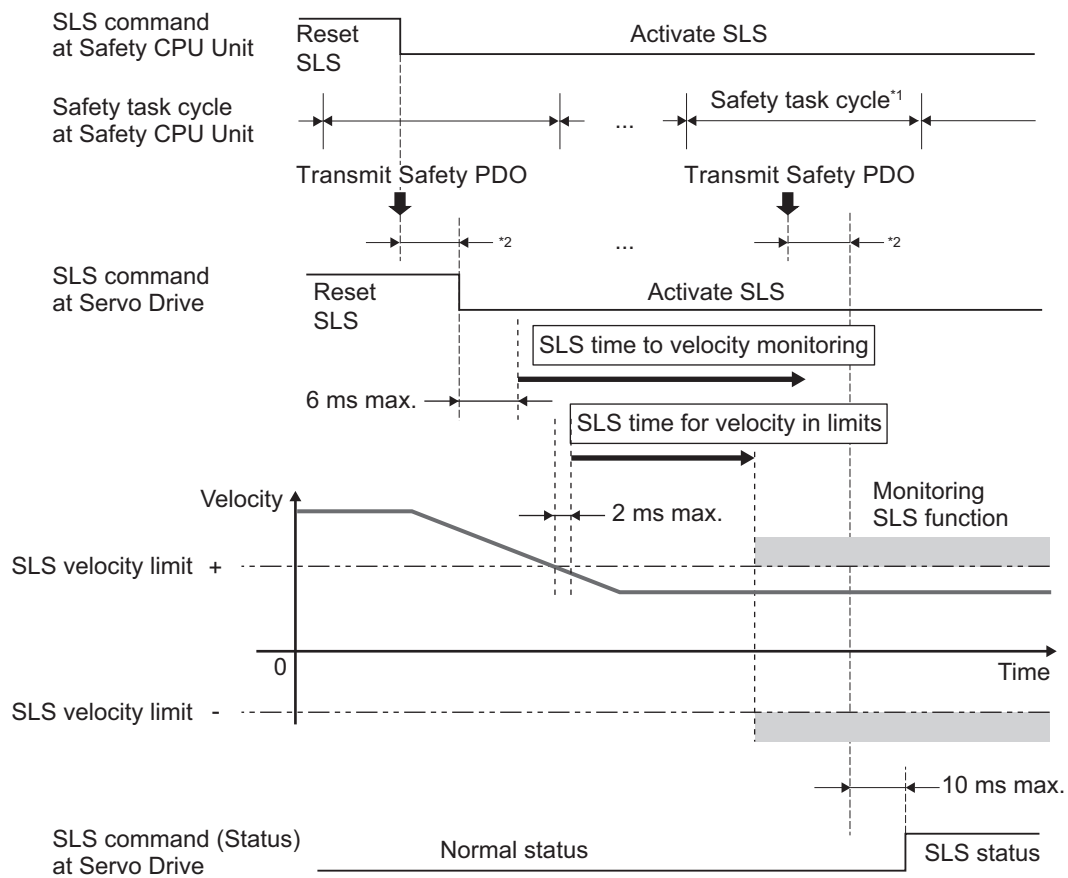 SLS command
at Safety CPU Unit
Reset
SLS
Activate SLS
Safety task cycle
at Safety CPU Unit
...
Safety task cycle*1
Transmit Safety PDO
Transmit Safety PDO
*2
...
*2
SLS command
at Servo Drive
Reset
SLS
Activate SLS
SLS time to velocity monitoring
6 ms max.
SLS time for velocity in limits
Velocity
2 ms max.
Monitoring
SLS function
SLS velocity limit +
0
Time
SLS velocity limit -
10 ms max.
SLS command (Status)
at Servo Drive
Normal status
SLS status